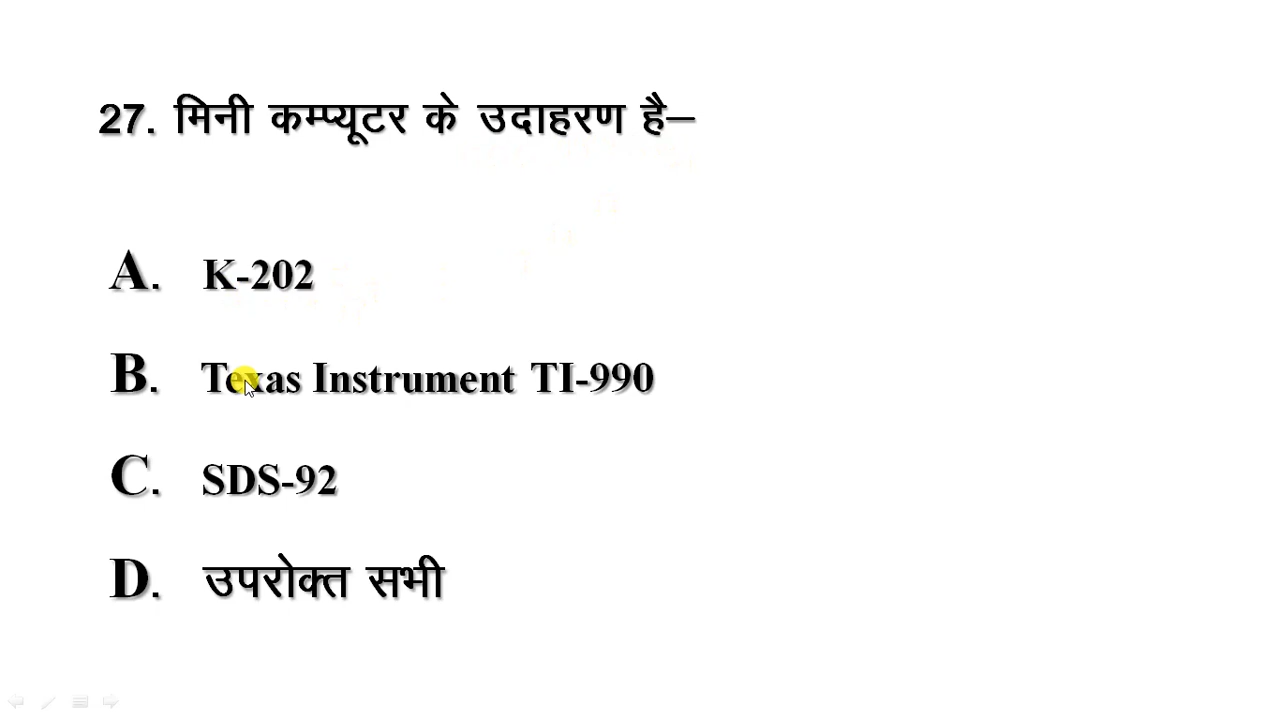 27. मिनी कम्प्यूटर के उदाहरण है–
A. K-202
B. Texas Instrument TI-990
C. SDS-92
D. उपरोक्त सभी